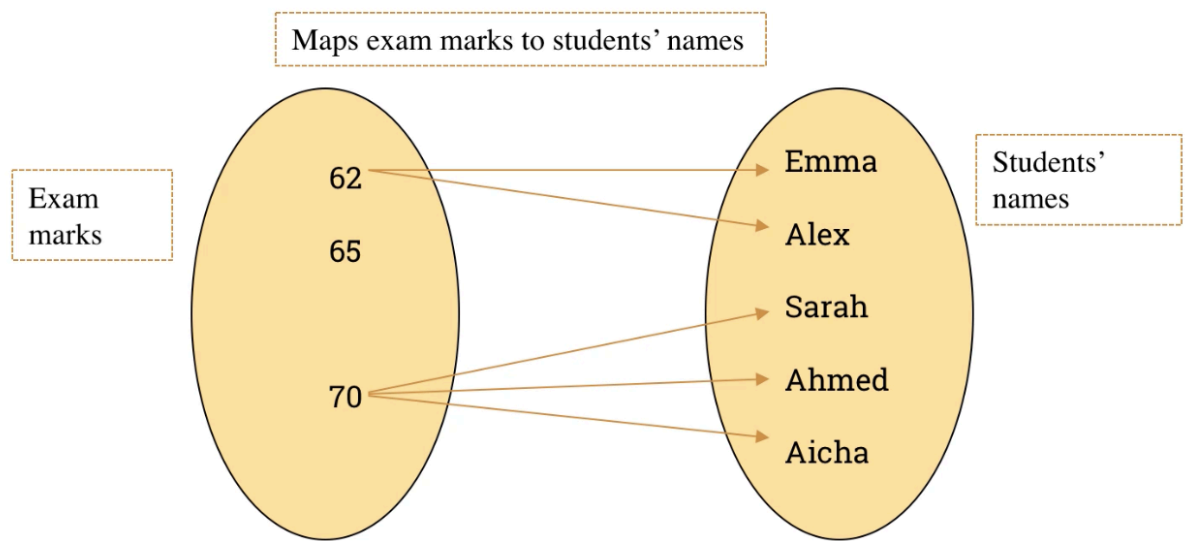 Maps exam marks to students’ names
Exam
marks
62
65
70
Emma
Alex
Sarah
Ahmed
Aicha
Students’
names